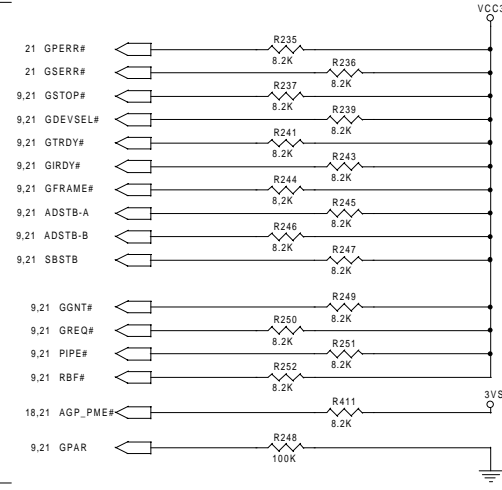 VCC3
21 GPERR# R235 8.2K
21 GSERR# R236 8.2K
9,21 GSTOP# R237 8.2K
9,21 GDEVSEL# R239 8.2K
9,21 GTRDY# R241 8.2K
9,21 GIRDY# R243 8.2K
9,21 GFRAME# R244 8.2K
9,21 ADSTB-A R245 8.2K
9,21 ADSTB-B R246 8.2K
9,21 SBSTB R247 8.2K
9,21 GGNT# R249 8.2K
9,21 GREQ# R250 8.2K
9,21 PIPE# R251 8.2K
9,21 RBF# R252 8.2K
3VS
18,21 AGP_PME# R411 8.2K
9,21 GPAR R248 100K